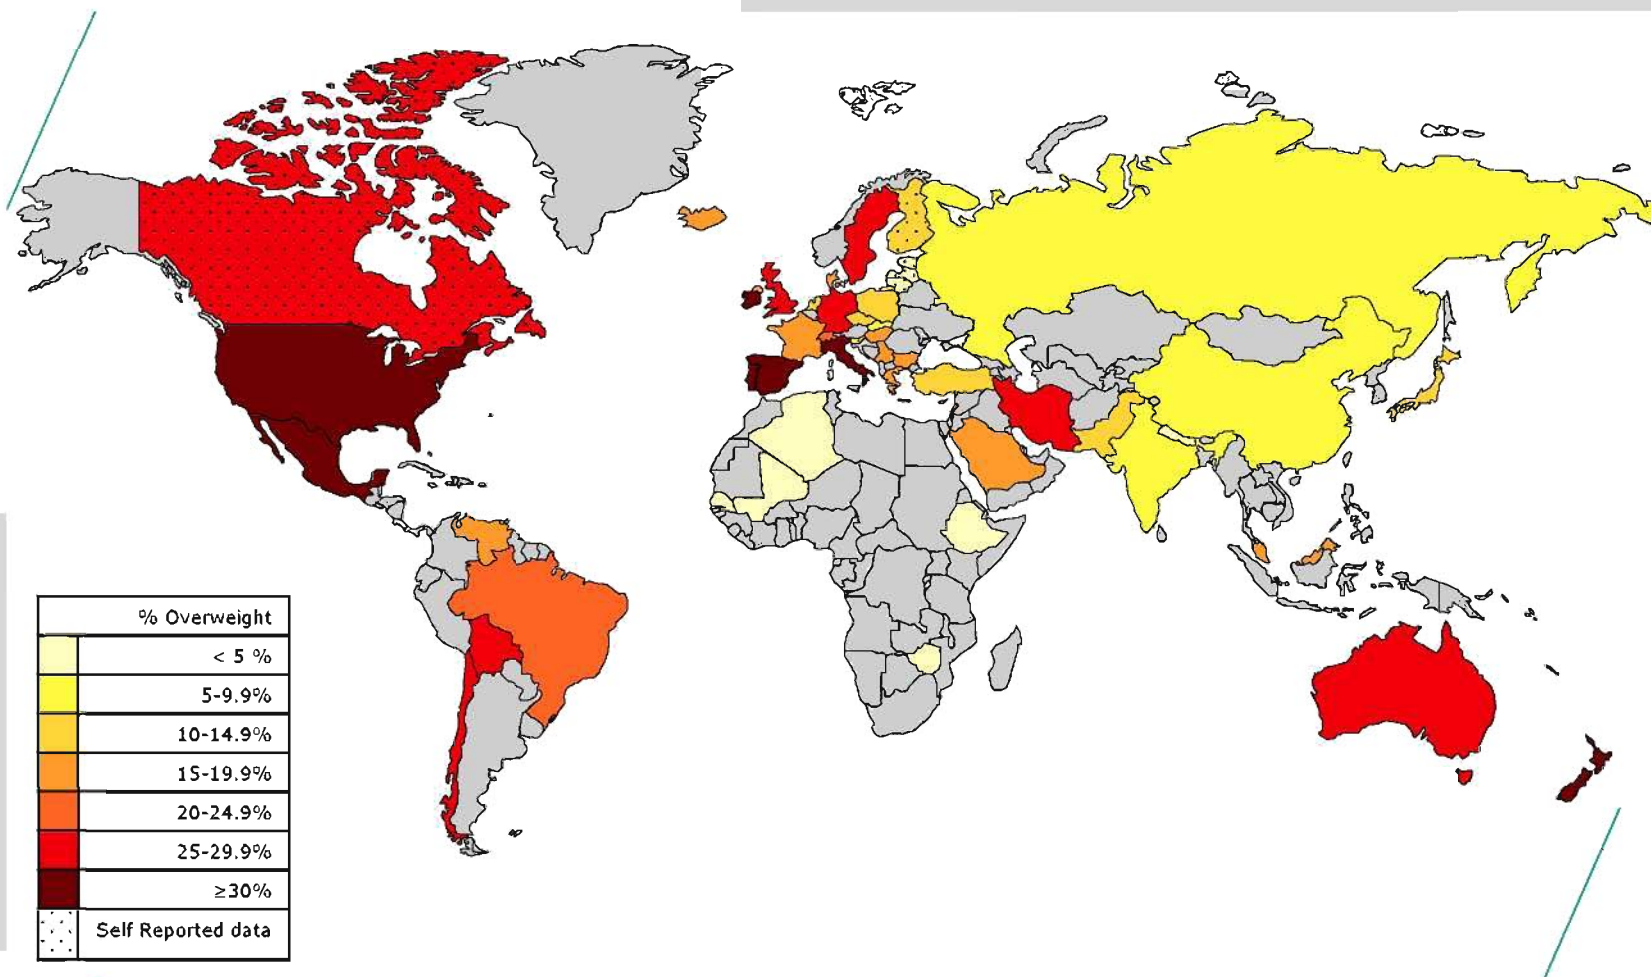 % Overweight
< 5 %
5-9.9%
10-14.9%
15-19.9%
20-24.9%
25-29.9%
≥30%
Self Reported data